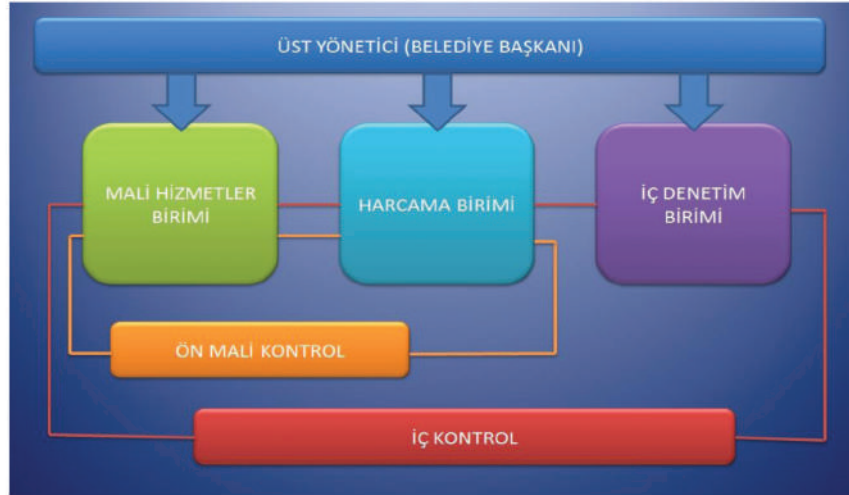 ÜST YÖNETİCİ (BELEDİYE BAŞKANI)
MALİ HİZMETLER
BİRİMİ
HARCAMA BİRİMİ
İÇ DENETİM
BİRİMİ
ÖN MALİ KONTROL
İÇ KONTROL